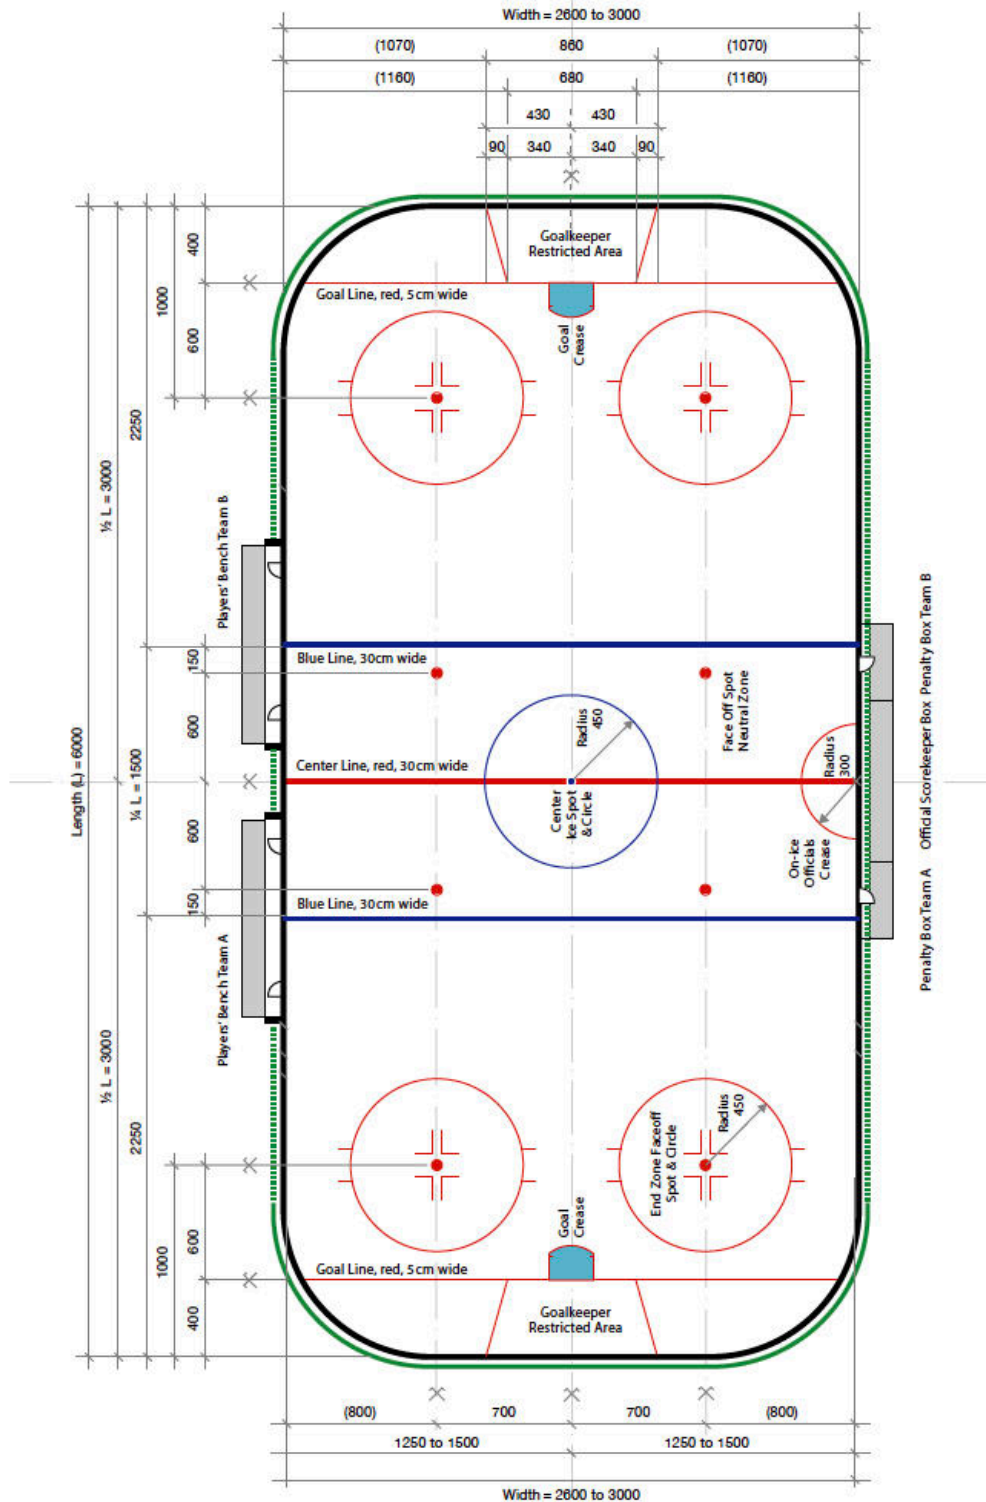 Width = 2600 to 3000
(1070)
860
(1070)
(1160)
680
(1160)
430
430
90
340
340
90
400
Goalkeeper
Restricted Area
Goal Line, red, 5cm wide
1000
600
Goal
Crease
2250
½ L = 3000
Players' Bench Team B
150
Blue Line, 30cm wide
Face Off Spot
Neutral Zone
Penalty Box Team B
600
Radius
450
Length (L) = 6000
¼ L = 1500
Center Line, red, 30cm wide
Radius
300
Official Scorekeeper Box
Center
Ice Spot
& Circle
600
On-ice
Officials
Crease
150
Blue Line, 30cm wide
Penalty Box Team A
Players' Bench Team A
½ L = 3000
2250
Radius
450
End Zone Faceoff
Spot & Circle
Goal
Crease
1000
600
Goal Line, red, 5cm wide
400
Goalkeeper
Restricted Area
(800)
700
700
(800)
1250 to 1500
1250 to 1500
Width = 2600 to 3000